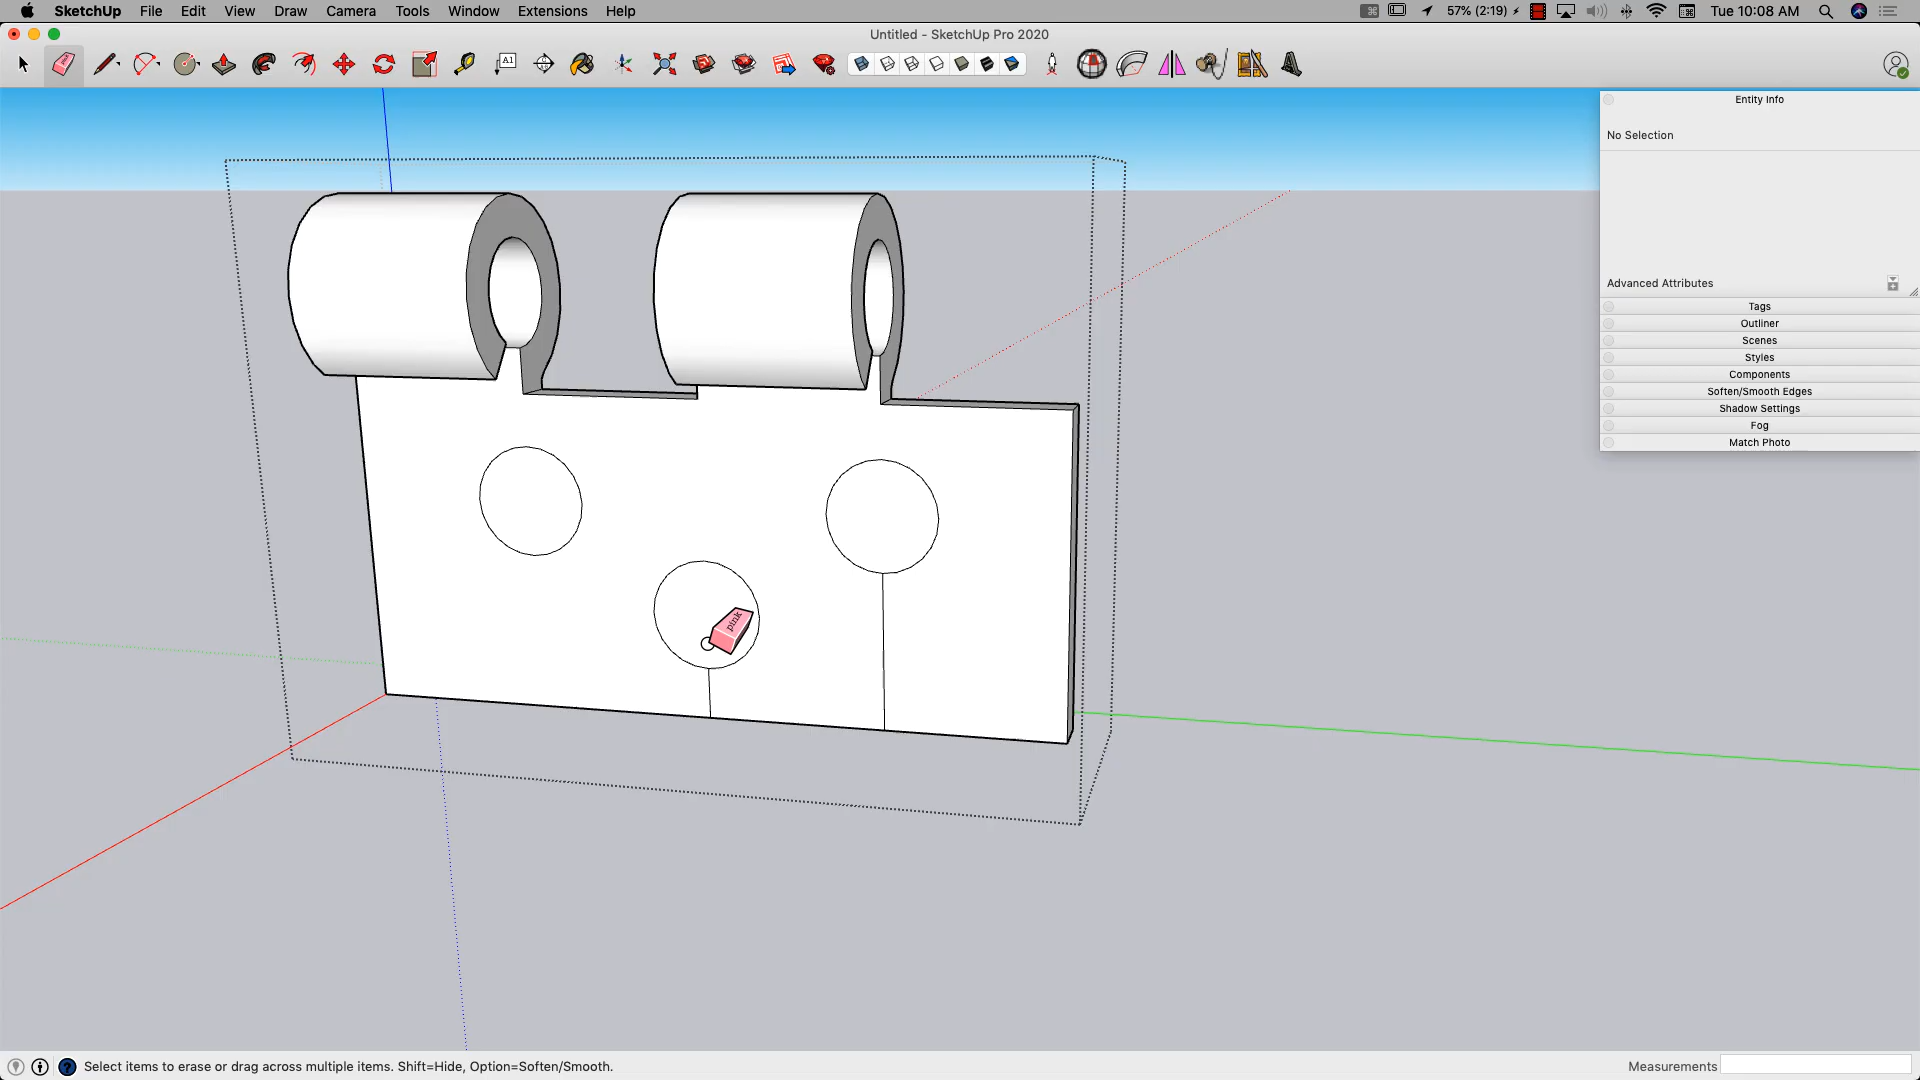 SketchUp File Edit View Draw Camera Tools Window Extensions Help 57% (2:19) Tue 10:08 AM
Untitled - SketchUp Pro 2020
A1
Entity Info
No Selection
Advanced Attributes
Tags
Outliner
Scenes
Styles
Components
Soften/Smooth Edges
Shadow Settings
Fog
Match Photo
pink
Select items to erase or drag across multiple items. Shift=Hide, Option=Soften/Smooth.
Measurements